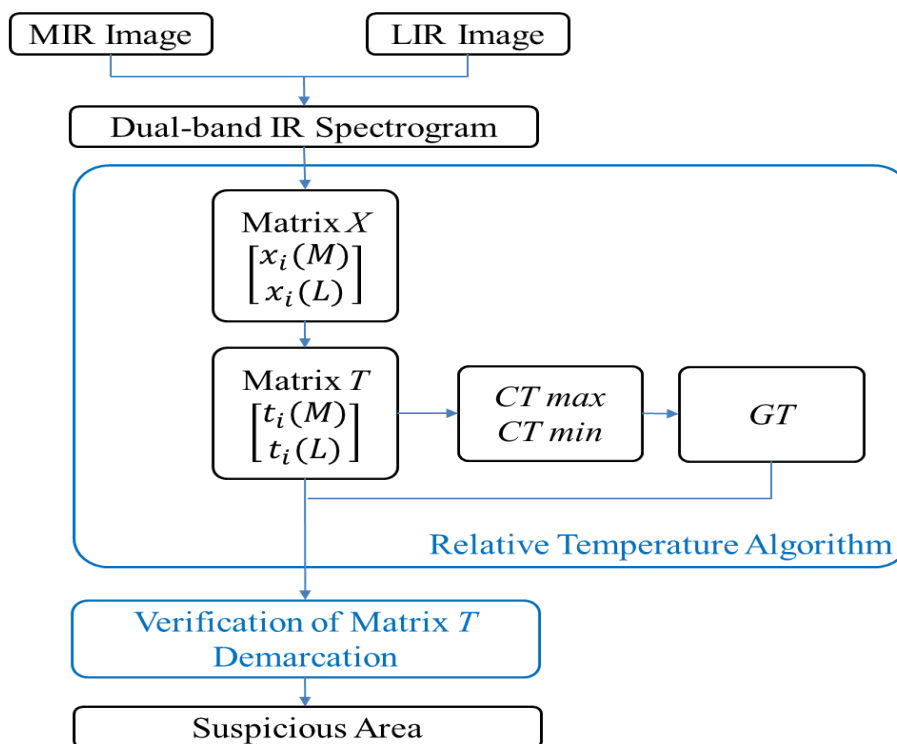 MIR Image
LIR Image
Dual-band IR Spectrogram
Matrix X
[x_i(M)]
[x_i(L)]
Matrix T
[t_i(M)]
[t_i(L)]
CT max
CT min
GT
Relative Temperature Algorithm
Verification of Matrix T
Demarcation
Suspicious Area